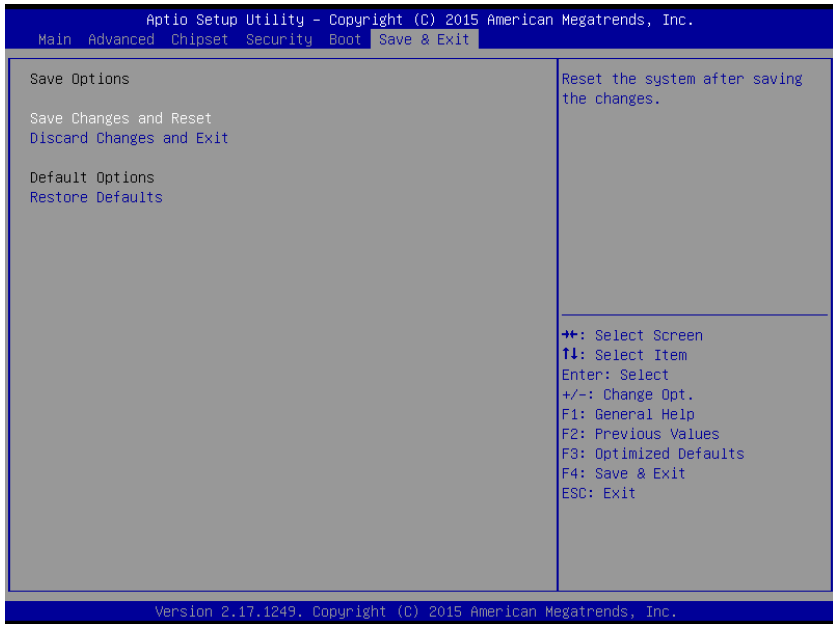 Aptio Setup Utility – Copyright (C) 2015 American Megatrends, Inc.
Main Advanced Chipset Security Boot Save & Exit
Save Options
Save Changes and Reset
Discard Changes and Exit
Default Options
Restore Defaults
Reset the system after saving
the changes.
→←: Select Screen
↑↓: Select Item
Enter: Select
+/-: Change Opt.
F1: General Help
F2: Previous Values
F3: Optimized Defaults
F4: Save & Exit
ESC: Exit
Version 2.17.1249. Copyright (C) 2015 American Megatrends, Inc.